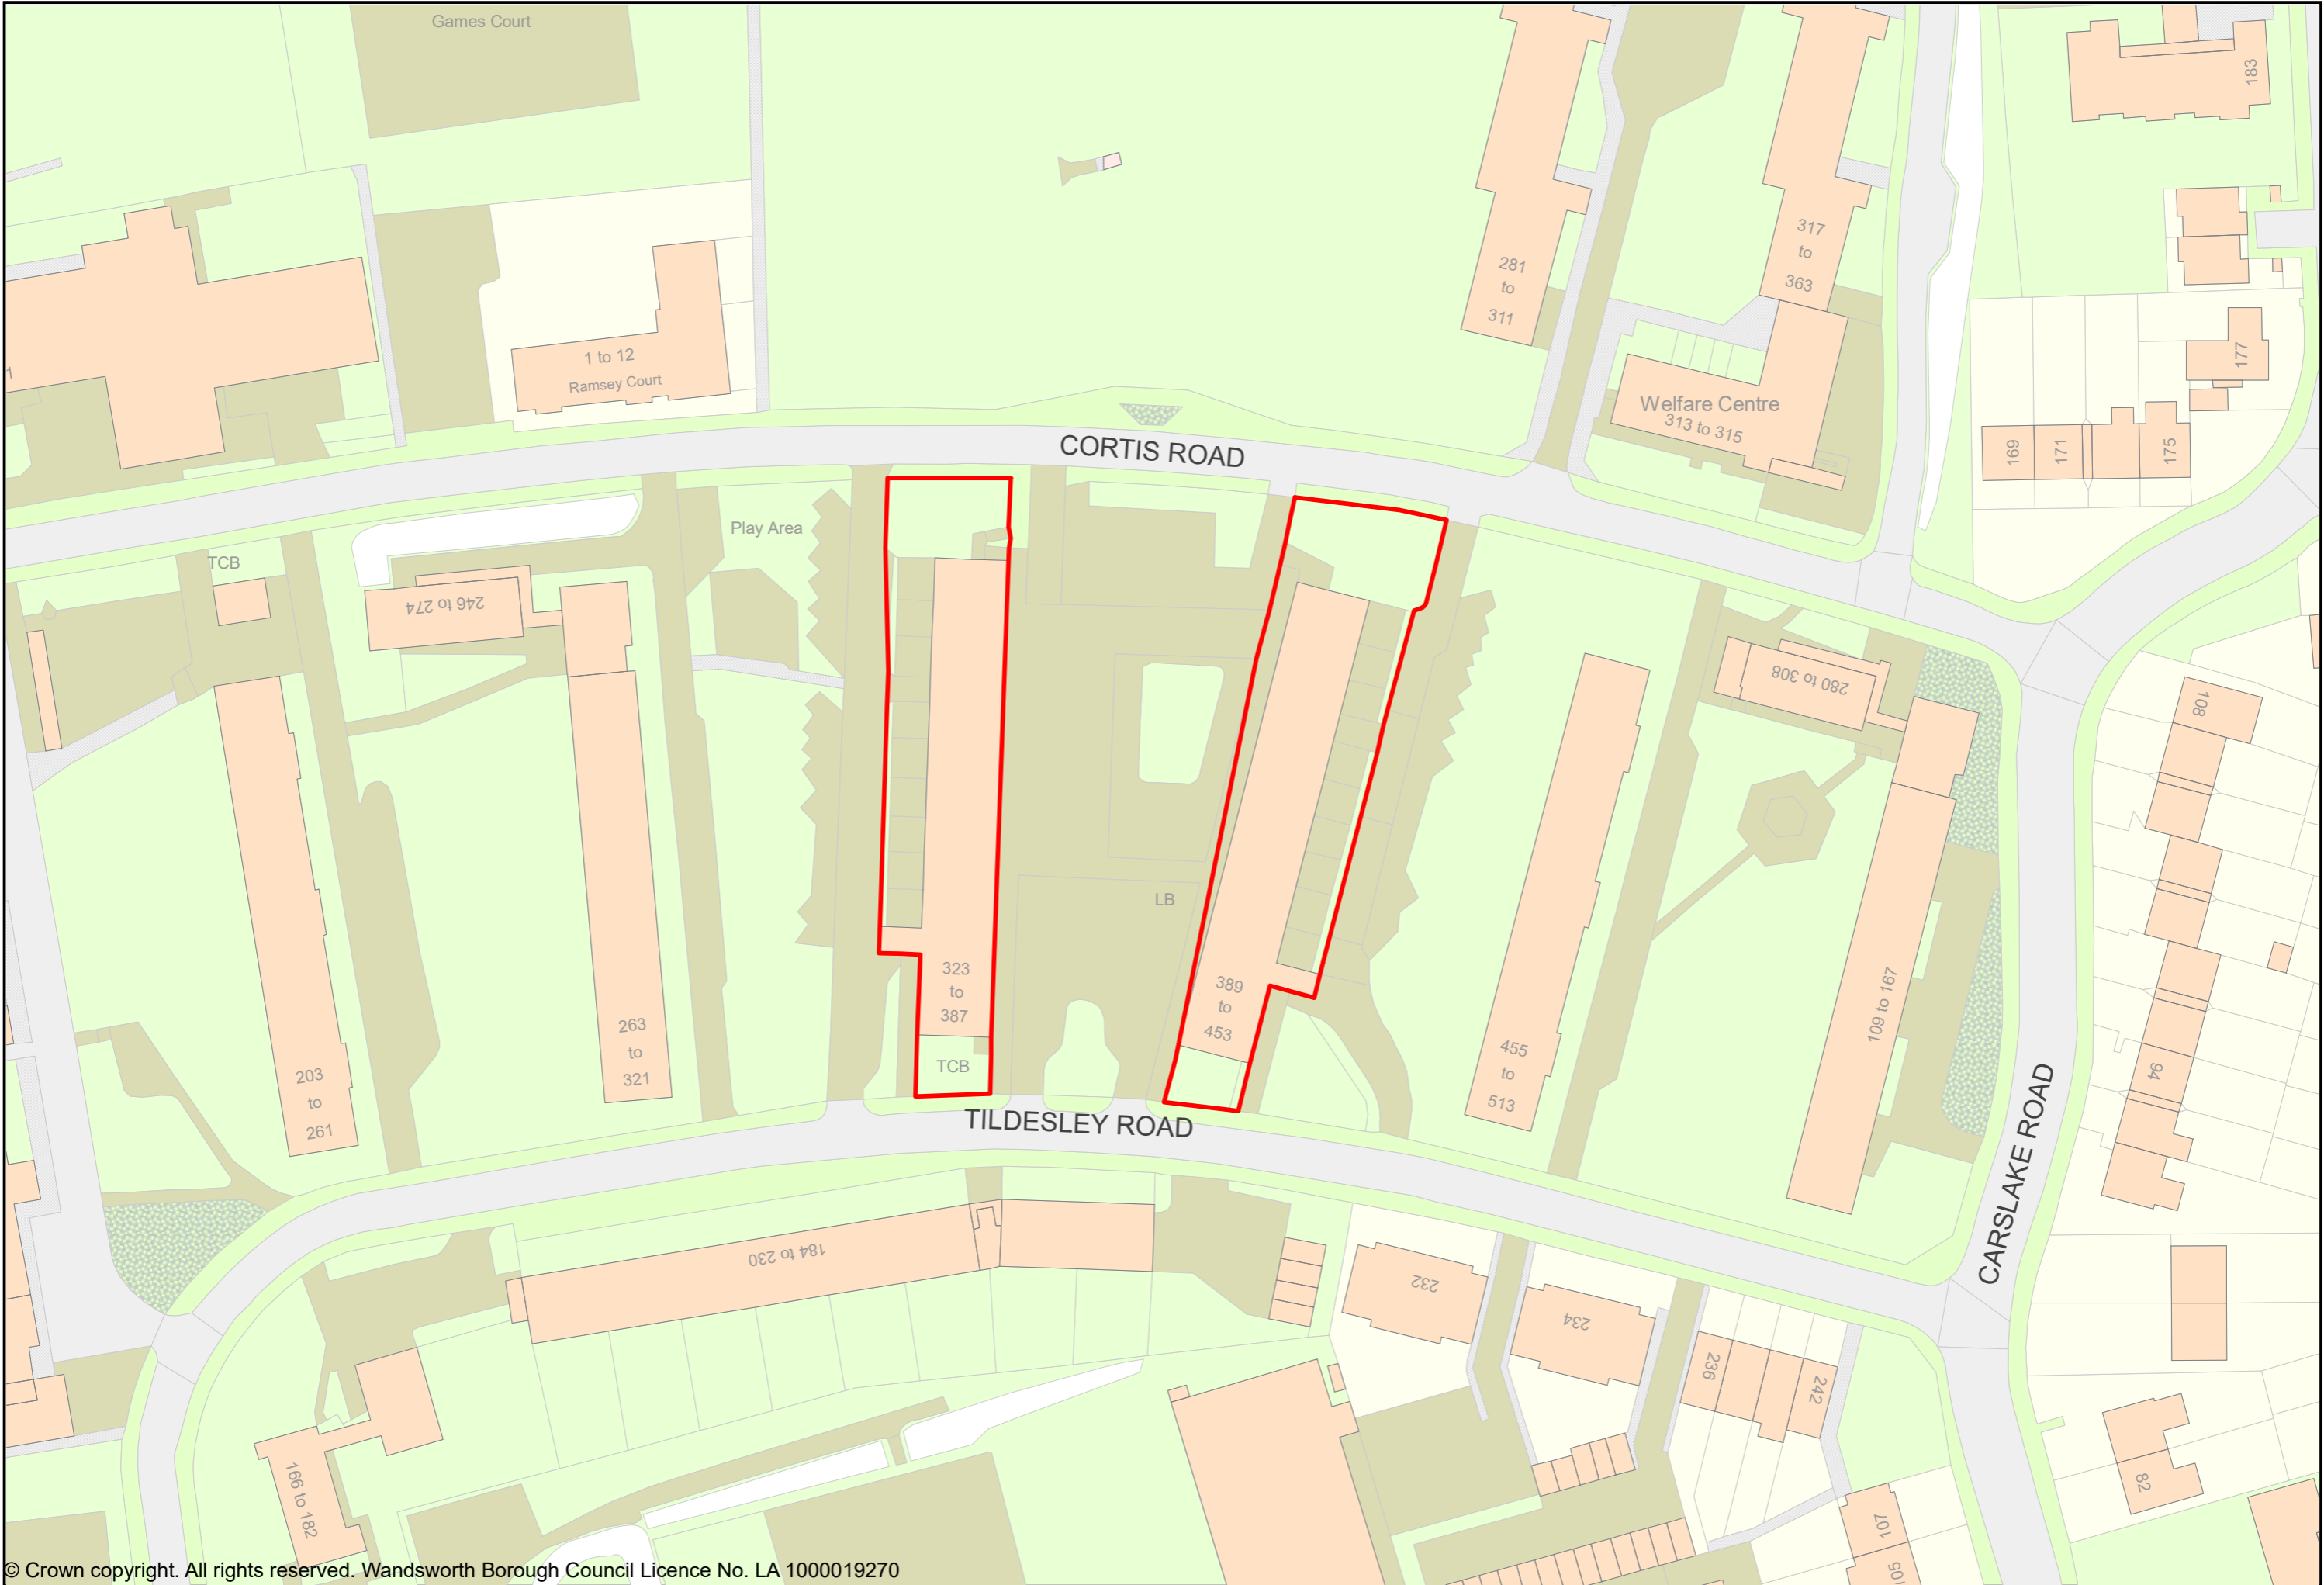 Games Court
183
317
to
363
281
to
311
1 to 12
Ramsey Court
1
177
Welfare Centre
313 to 315
CORTIS ROAD
169
171
175
Play Area
TCB
246 to 274
280 to 308
108
LB
323
to
387
389
to
453
109 to 167
263
to
321
203
to
261
455
to
513
94
TCB
TILDESLEY ROAD
CARSLAKE ROAD
184 to 230
232
234
236
242
82
166 to 182
107
105
© Crown copyright. All rights reserved. Wandsworth Borough Council Licence No. LA 1000019270